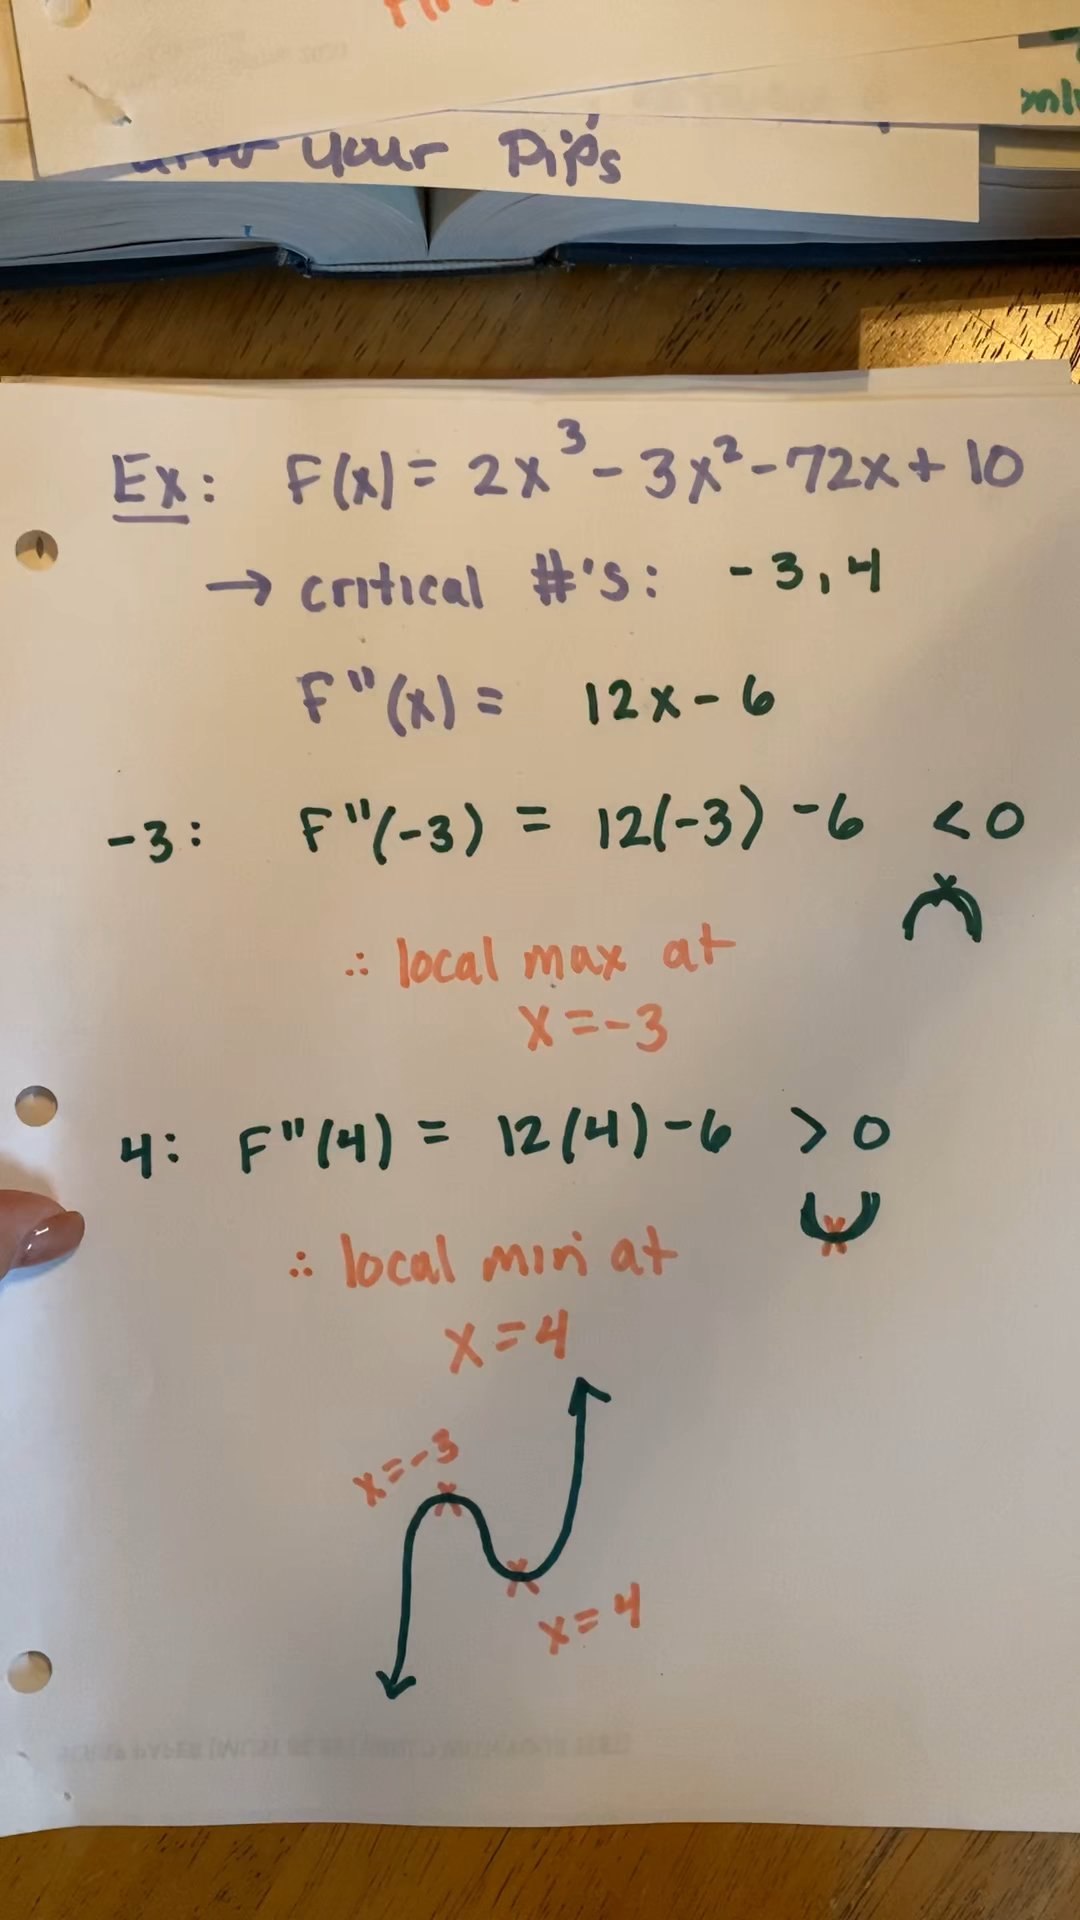 your Pips
Ex: F(x) = 2x³ - 3x² - 72x + 10
→ critical #'s: -3, 4
F"(x) = 12x - 6
-3: F"(-3) = 12(-3) - 6 < 0
∴ local max at
x = -3
4: F"(4) = 12(4) - 6 > 0
∴ local min at
x = 4
x = -3
x = 4